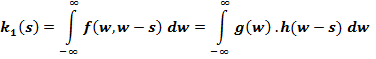 k₁(s) = ∫_{-∞}^{∞} f(w, w − s) dw = ∫_{-∞}^{∞} g(w) . h(w − s) dw